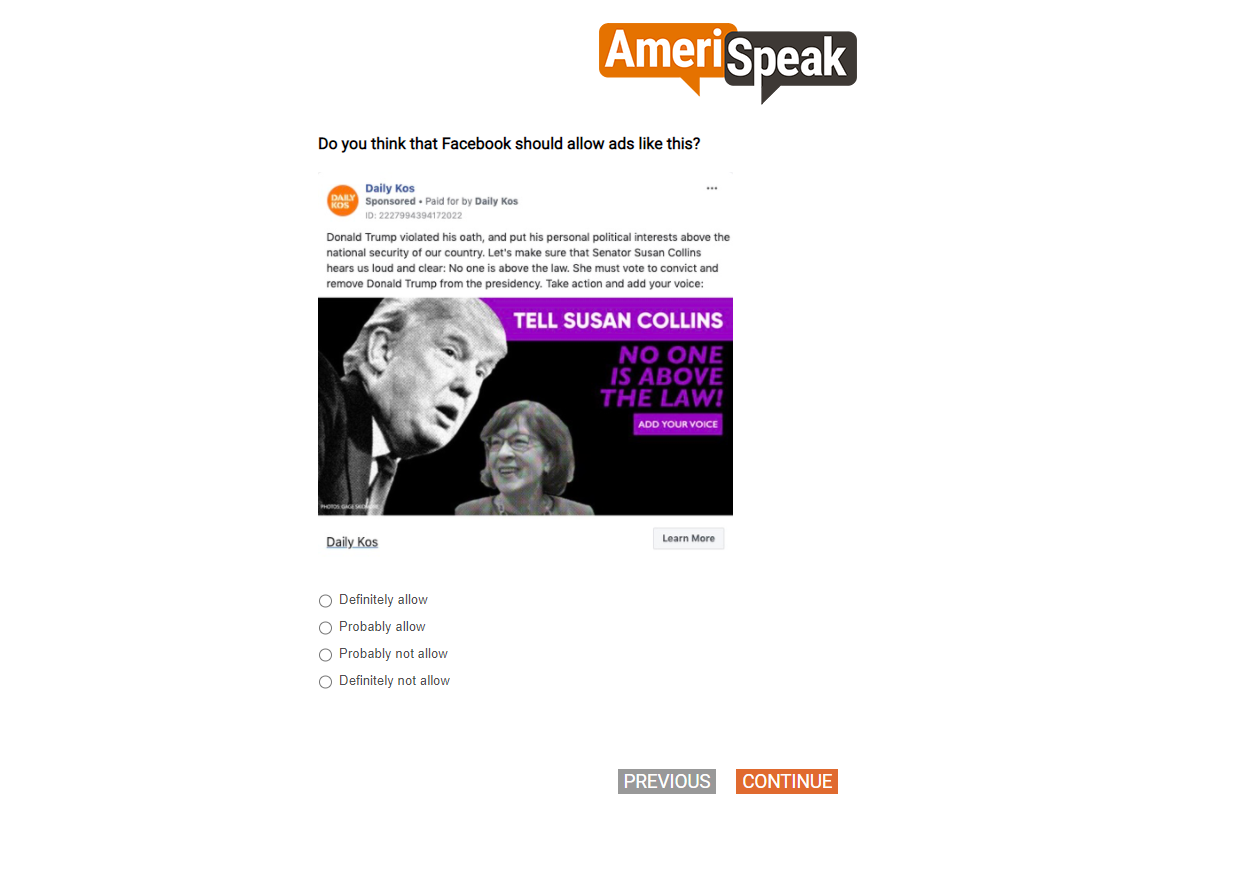 Ameri Speak
Do you think that Facebook should allow ads like this?
DAILY
KOS
Daily Kos
Sponsored • Paid for by Daily Kos
ID: 2227994394172022
Donald Trump violated his oath, and put his personal political interests above the
national security of our country. Let's make sure that Senator Susan Collins
hears us loud and clear: No one is above the law. She must vote to convict and
remove Donald Trump from the presidency. Take action and add your voice:
TELL SUSAN COLLINS
NO ONE
IS ABOVE
THE LAW!
ADD YOUR VOICE
PHOTOS: GAGE
Daily Kos
Learn More
Definitely allow
Probably allow
Probably not allow
Definitely not allow
PREVIOUS CONTINUE